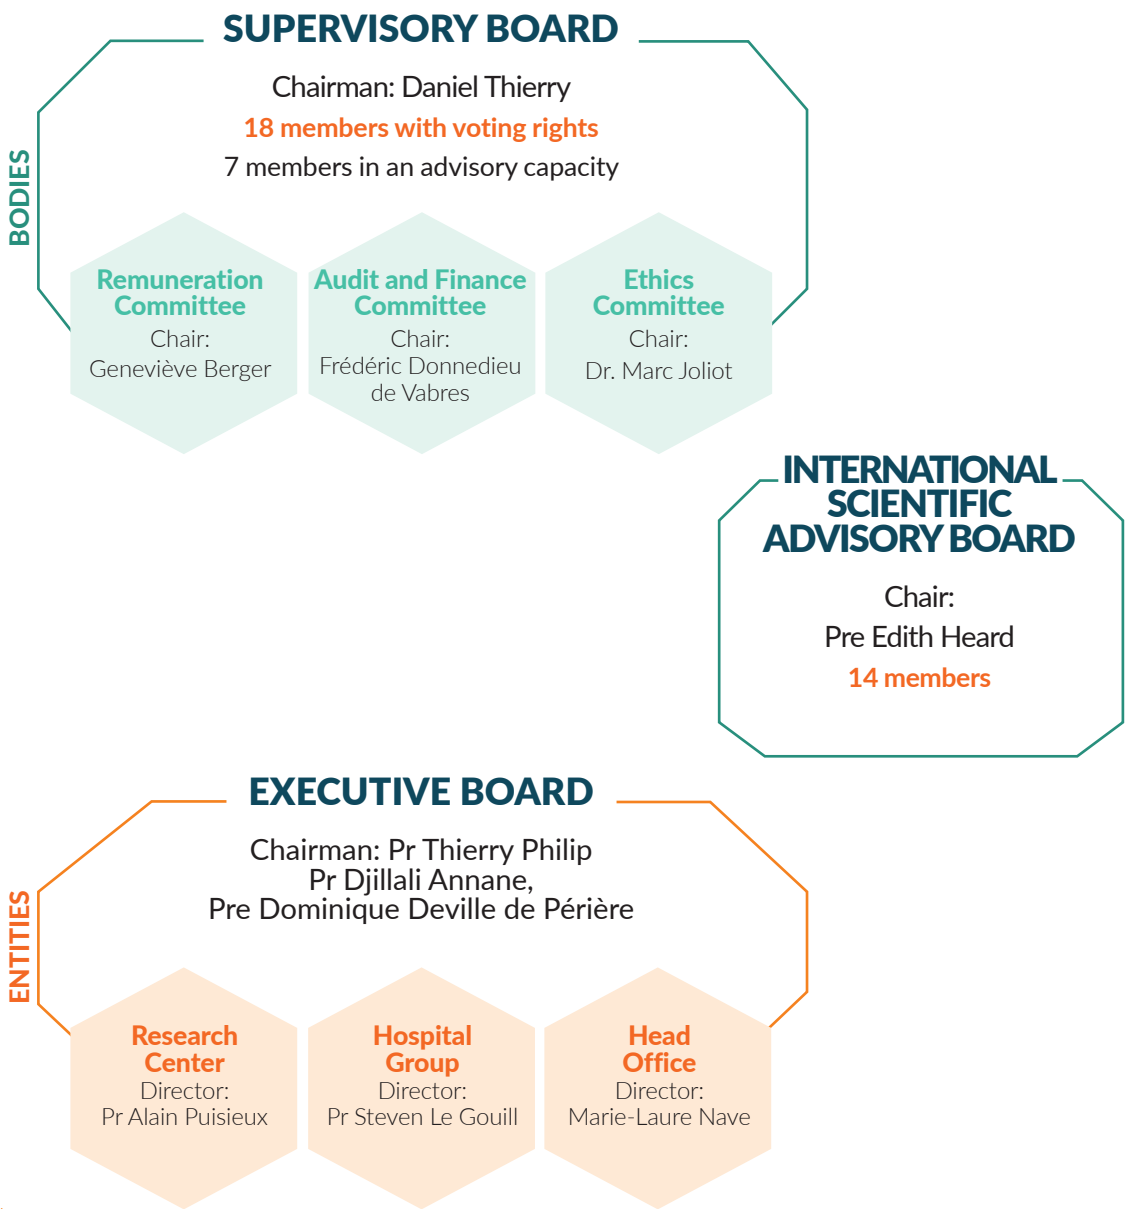 SUPERVISORY BOARD
Chairman: Daniel Thierry
18 members with voting rights
7 members in an advisory capacity
BODIES
Remuneration
Committee
Chair:
Geneviève Berger
Audit and Finance
Committee
Chair:
Frédéric Donnedieu
de Vabres
Ethics
Committee
Chair:
Dr. Marc Joliot
INTERNATIONAL
SCIENTIFIC
ADVISORY BOARD
Chair:
Pre Edith Heard
14 members
EXECUTIVE BOARD
Chairman: Pr Thierry Philip
Pr Djillali Annane,
Pre Dominique Deville de Périère
ENTITIES
Research
Center
Director:
Pr Alain Puisieux
Hospital
Group
Director:
Pr Steven Le Gouill
Head
Office
Director:
Marie-Laure Nave